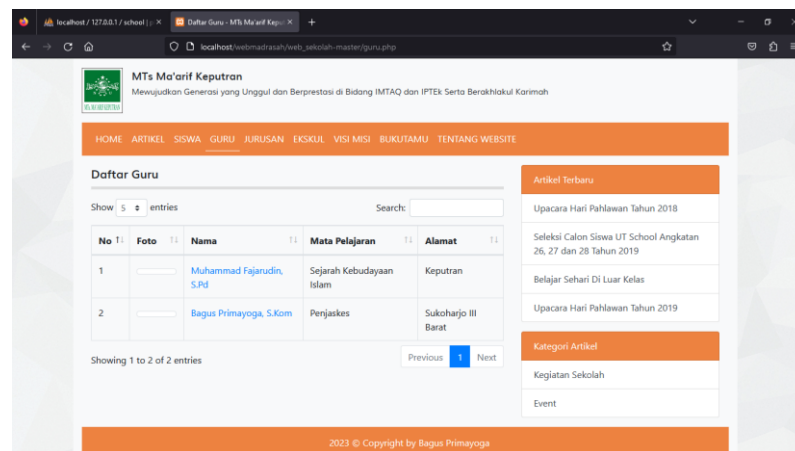 localhost / 127.0.0.1 / school | p
Daftar Guru - MTs Ma'arif Keput
localhost/webmadrasah/web_sekolah-master/guru.php
MTs Ma'arif Keputran
Mewujudkan Generasi yang Unggul dan Berprestasi di Bidang IMTAQ dan IPTEk Serta Berakhlakul Karimah
HOME ARTIKEL SISWA GURU JURUSAN EKSKUL VISI MISI BUKUTAMU TENTANG WEBSITE
Daftar Guru
Show 5 entries
Search:
No Foto Nama Mata Pelajaran Alamat
1 Muhammad Fajarudin, S.Pd Sejarah Kebudayaan Islam Keputran
2 Bagus Primayoga, S.Kom Penjaskes Sukoharjo III Barat
Showing 1 to 2 of 2 entries
Previous 1 Next
Artikel Terbaru
Upacara Hari Pahlawan Tahun 2018
Seleksi Calon Siswa UT School Angkatan
26, 27 dan 28 Tahun 2019
Belajar Sehari Di Luar Kelas
Upacara Hari Pahlawan Tahun 2019
Kategori Artikel
Kegiatan Sekolah
Event
2023 © Copyright by Bagus Primayoga